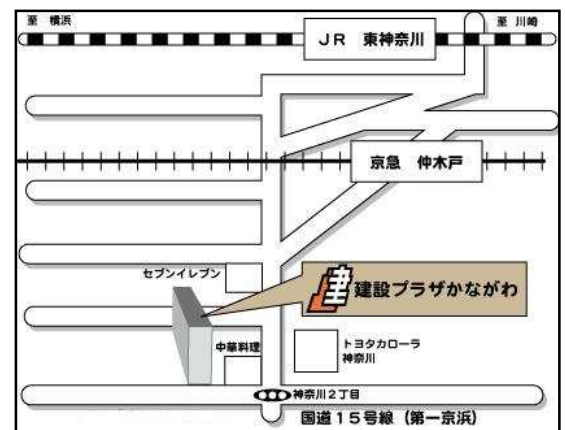 至 横浜
至 川崎
JR 東神奈川
京急 仲木戸
セブンイレブン
建設プラザかながわ
中華料理
トヨタカローラ
神奈川
神奈川2丁目
国道15号線（第一京浜）